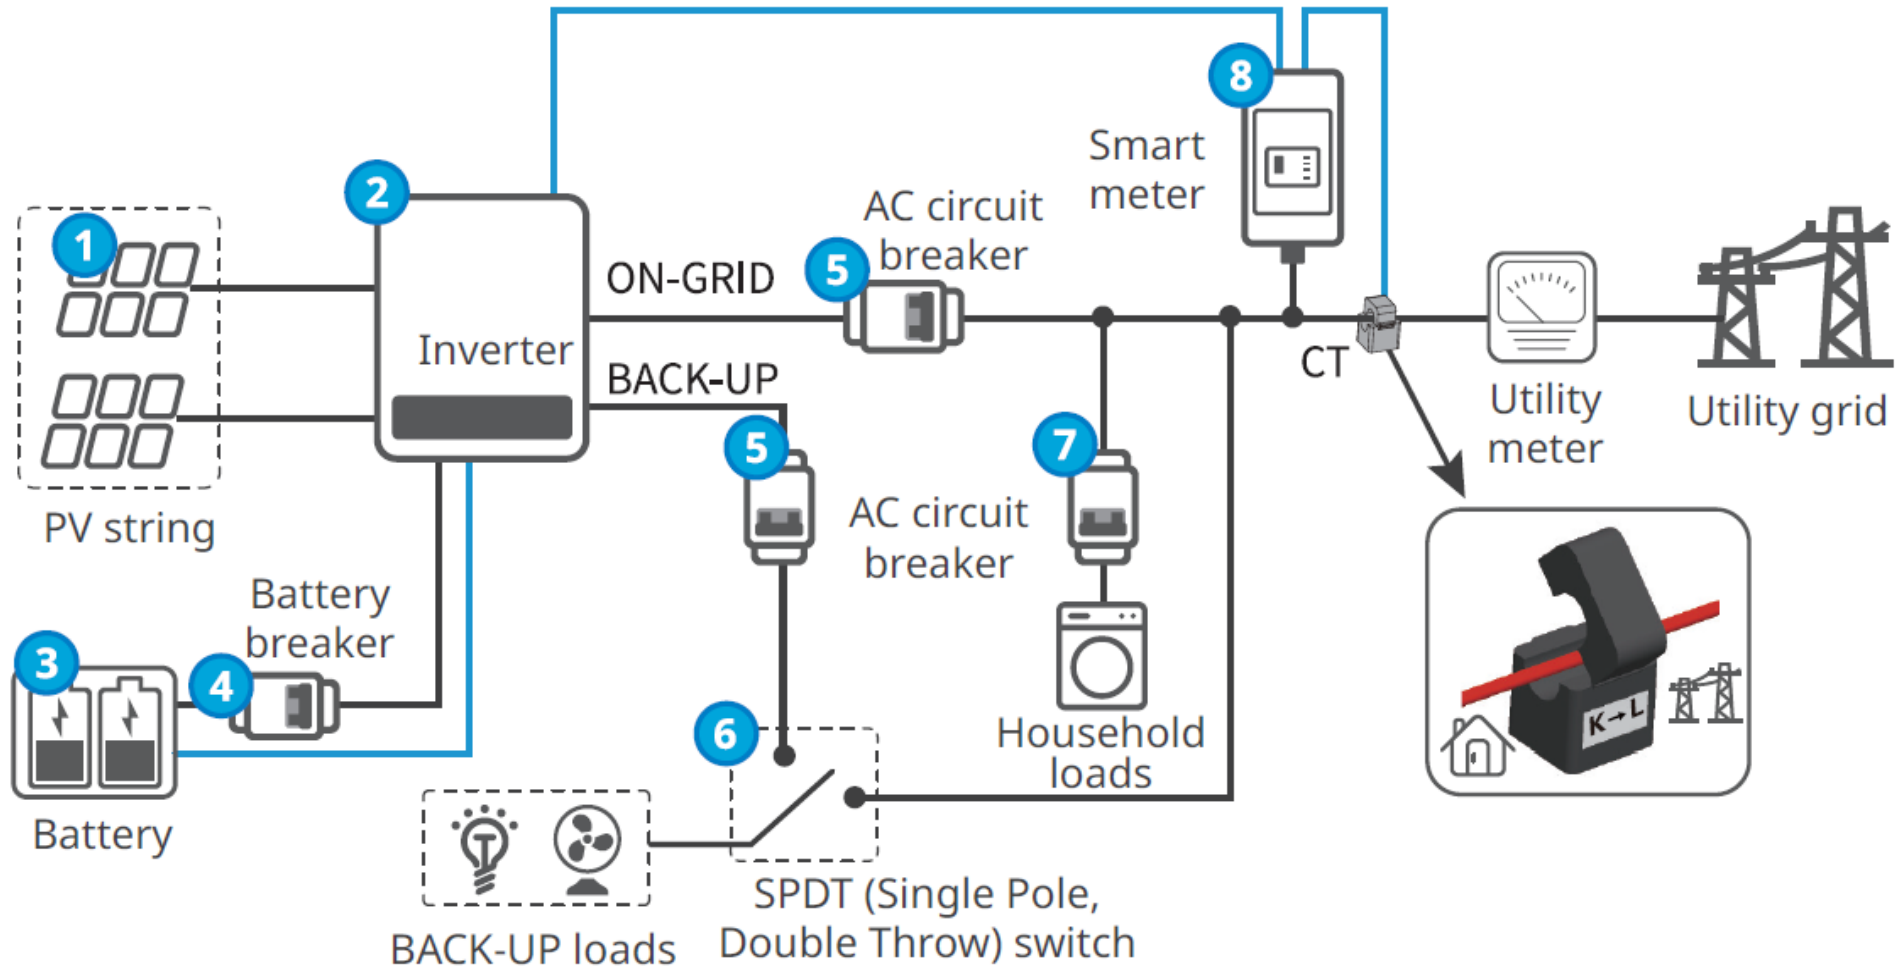 8
Smart
meter
2
AC circuit
breaker
1
5
ON-GRID
Inverter
CT
BACK-UP
Utility
meter
Utility grid
5
7
PV string
AC circuit
breaker
Battery
breaker
3
4
K→L
6
Household
loads
Battery
SPDT (Single Pole,
Double Throw) switch
BACK-UP loads